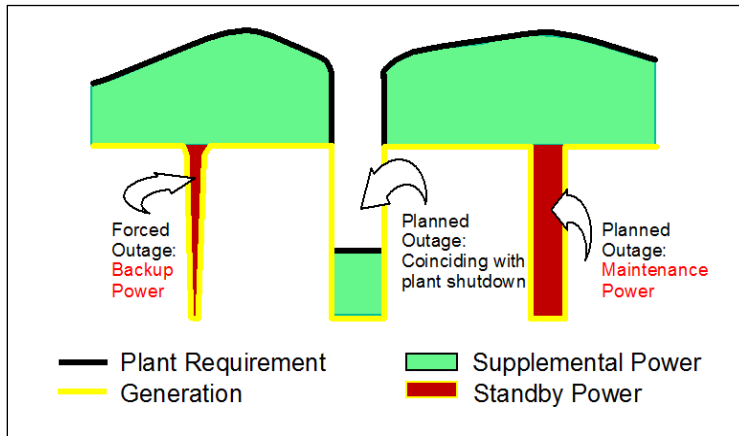 Forced
Outage:
Backup
Power
Planned
Outage:
Coinciding with
plant shutdown
Planned
Outage:
Maintenance
Power
Plant Requirement
Supplemental Power
Generation
Standby Power